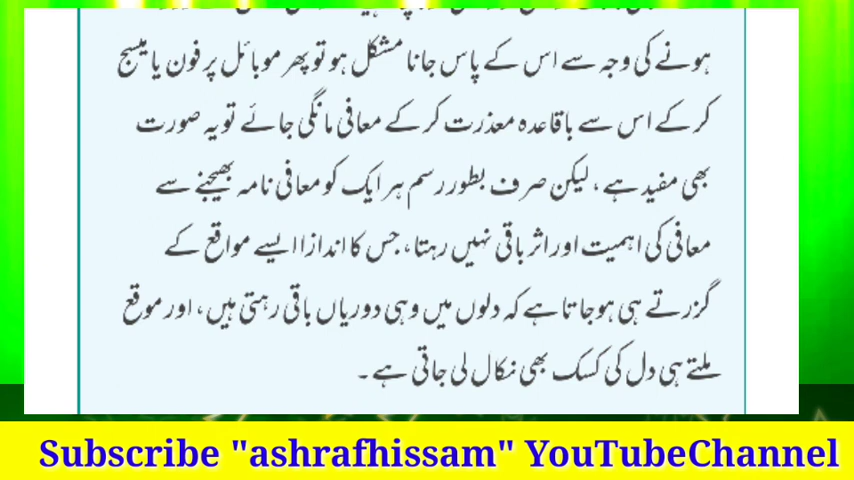 ہونے کی وجہ سے اس کے پاس جانا مشکل ہو تو پھر موبائل پر فون یا میسج
کر کے اس سے باقاعدہ معذرت کر کے معافی مانگی جائے تو یہ صورت
بھی مفید ہے، لیکن صرف بطور رسم ہر ایک کو معافی نامہ بھیجنے سے
معافی کی اہمیت اور اثر باقی نہیں رہتا، جس کا اندازا ایسے مواقع کے
گزرتے ہی ہو جاتا ہے کہ دلوں میں وہی دوریاں باقی رہتی ہیں، اور موقع
ملتے ہی دل کی کسک بھی نکال لی جاتی ہے۔
Subscribe "ashrafhissam" YouTubeChannel